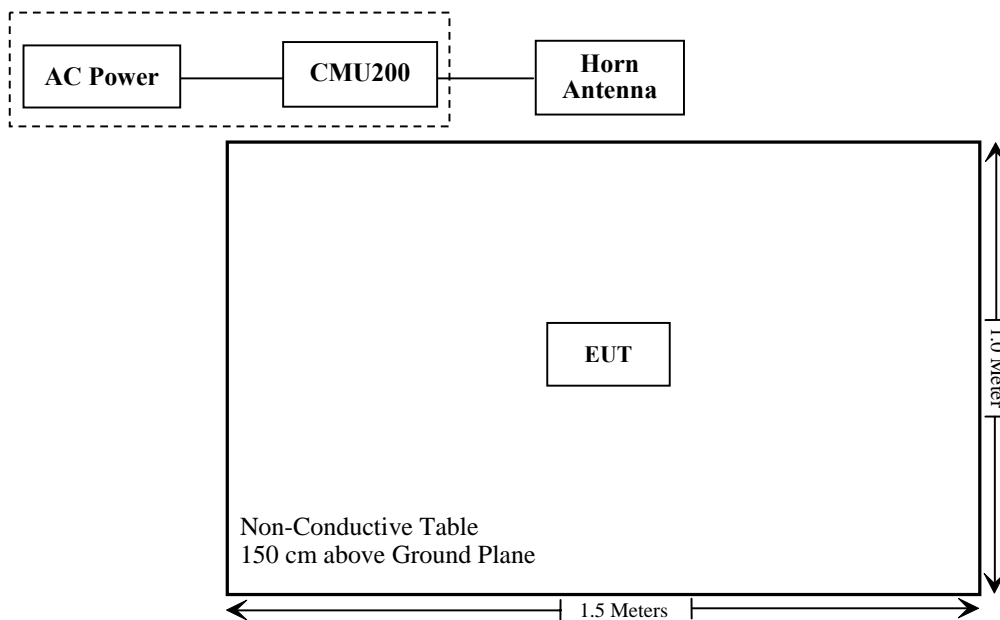 AC Power
CMU200
Horn
Antenna
EUT
1.0 Meter
Non-Conductive Table
150 cm above Ground Plane
1.5 Meters